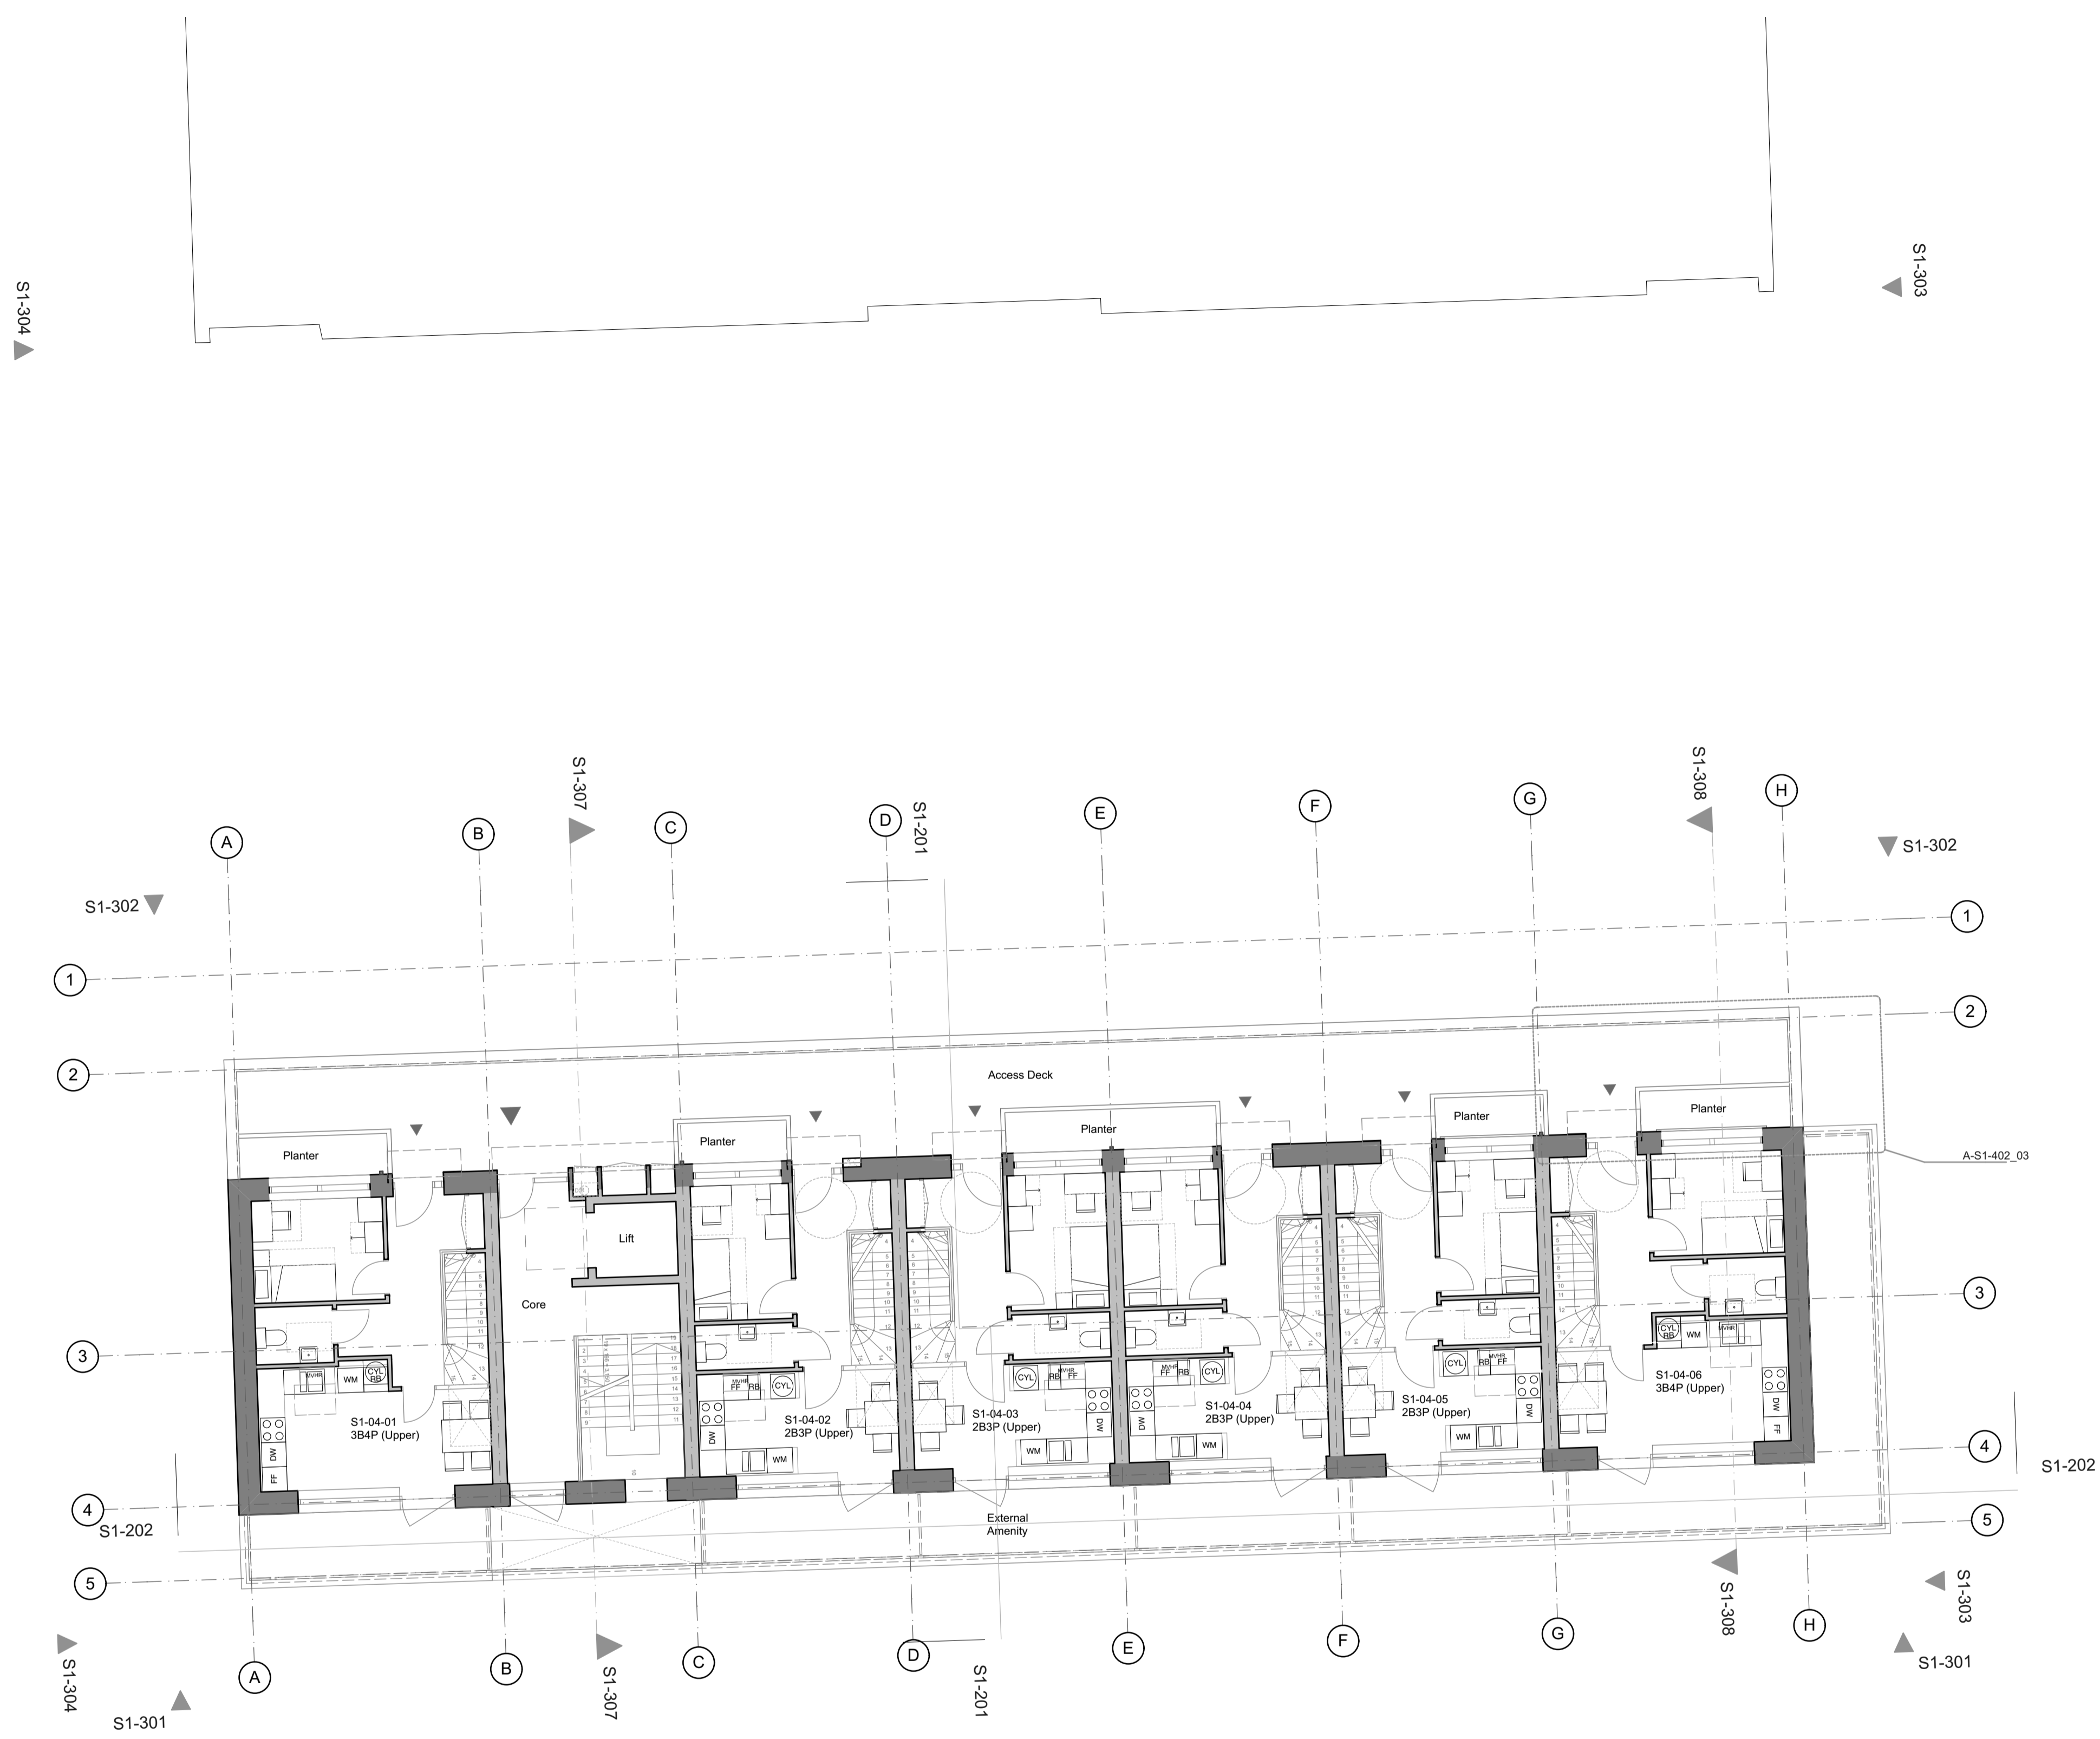 S1-304
S1-303
S1-307
S1-308
A
B
C
D
S1-201
E
F
G
H
S1-302
S1-302
1
1
2
2
Access Deck
Planter
Planter
Planter
Planter
Planter
A-S1-402_03
Lift
Core
3
3
MVHR
WM
CYL
RB
DW
FF
S1-04-01
3B4P (Upper)
MVHR
FF
RB
CYL
DW
WM
S1-04-02
2B3P (Upper)
CYL
RB
MVHR
FF
DW
WM
S1-04-03
2B3P (Upper)
MVHR
FF
RB
CYL
DW
WM
S1-04-04
2B3P (Upper)
CYL
RB
MVHR
FF
DW
WM
S1-04-05
2B3P (Upper)
CYL
RB
WM
MVHR
DW
FF
S1-04-06
3B4P (Upper)
4
4
S1-202
S1-202
External
Amenity
5
5
S1-304
S1-301
A
B
S1-307
C
D
S1-201
E
F
G
S1-308
H
S1-303
S1-301